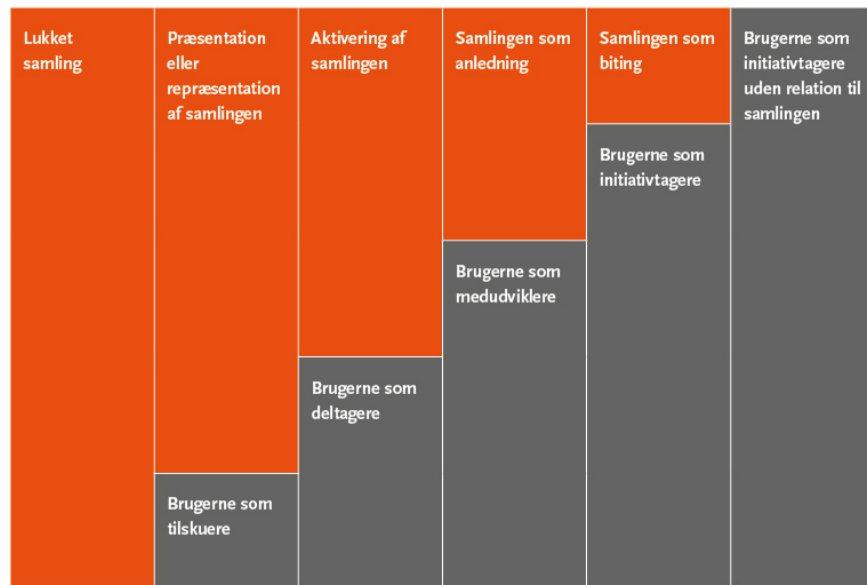 Lukket
samling
Præsentation
eller
repræsentation
af samlingen
Brugerne som
tilskuere
Aktivering af
samlingen
Brugerne som
deltagere
Samlingen som
anledning
Brugerne som
medudviklere
Samlingen som
biting
Brugerne som
initiativtagere
Brugerne som
initiativtagere
uden relation til
samlingen